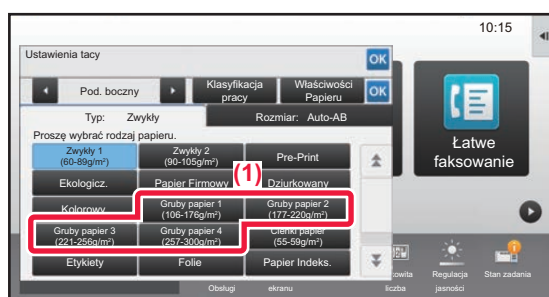 10:15
Ustawienia tacy
OK
Pod. boczny
Klasyfikacja
pracy
Właściwości
Papieru
OK
Typ: Zwykły
Rozmiar: Auto-AB
Proszę wybrać rodzaj papieru.
Zwykły 1
(60-89g/m²)
Zwykły 2
(90-105g/m²)
Pre-Print
(1)
Ekologicz.
Papier Firmowy
Dziurkowany
Kolorowy
Gruby papier 1
(106-176g/m²)
Gruby papier 2
(177-220g/m²)
Gruby papier 3
(221-256g/m²)
Gruby papier 4
(257-300g/m²)
Cienki papier
(55-59g/m²)
Etykiety
Folie
Papier Indeks.
Łatwe
faksowanie
Obsługi
ekranu
liczba
Regulacja
jasności
Stan zadania